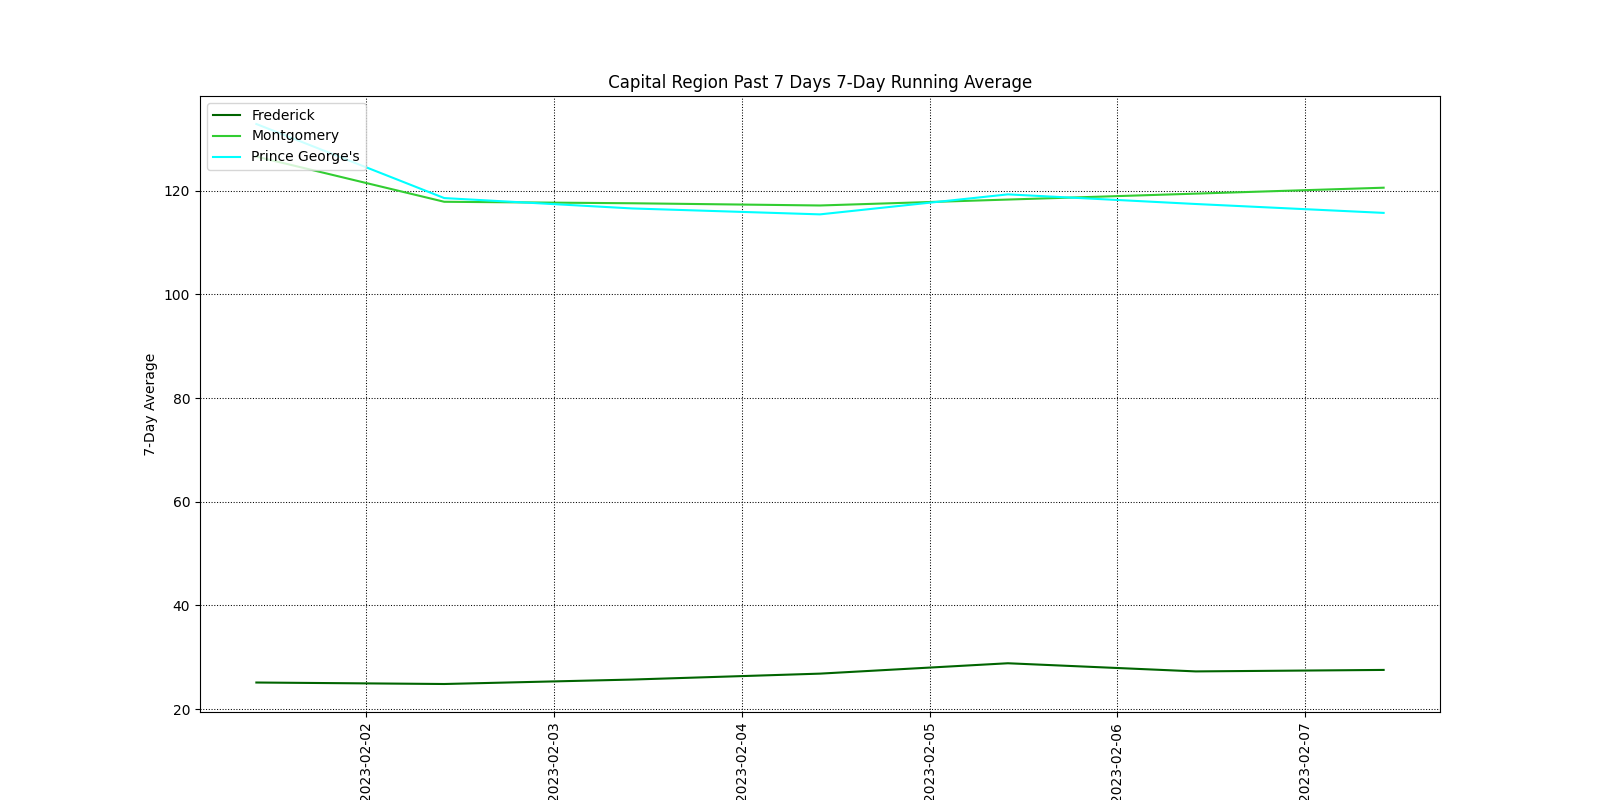 Capital Region Past 7 Days 7-Day Running Average
Frederick
Montgomery
Prince George's
7-Day Average
120
100
80
60
40
20
2023-02-02
2023-02-03
2023-02-04
2023-02-05
2023-02-06
2023-02-07